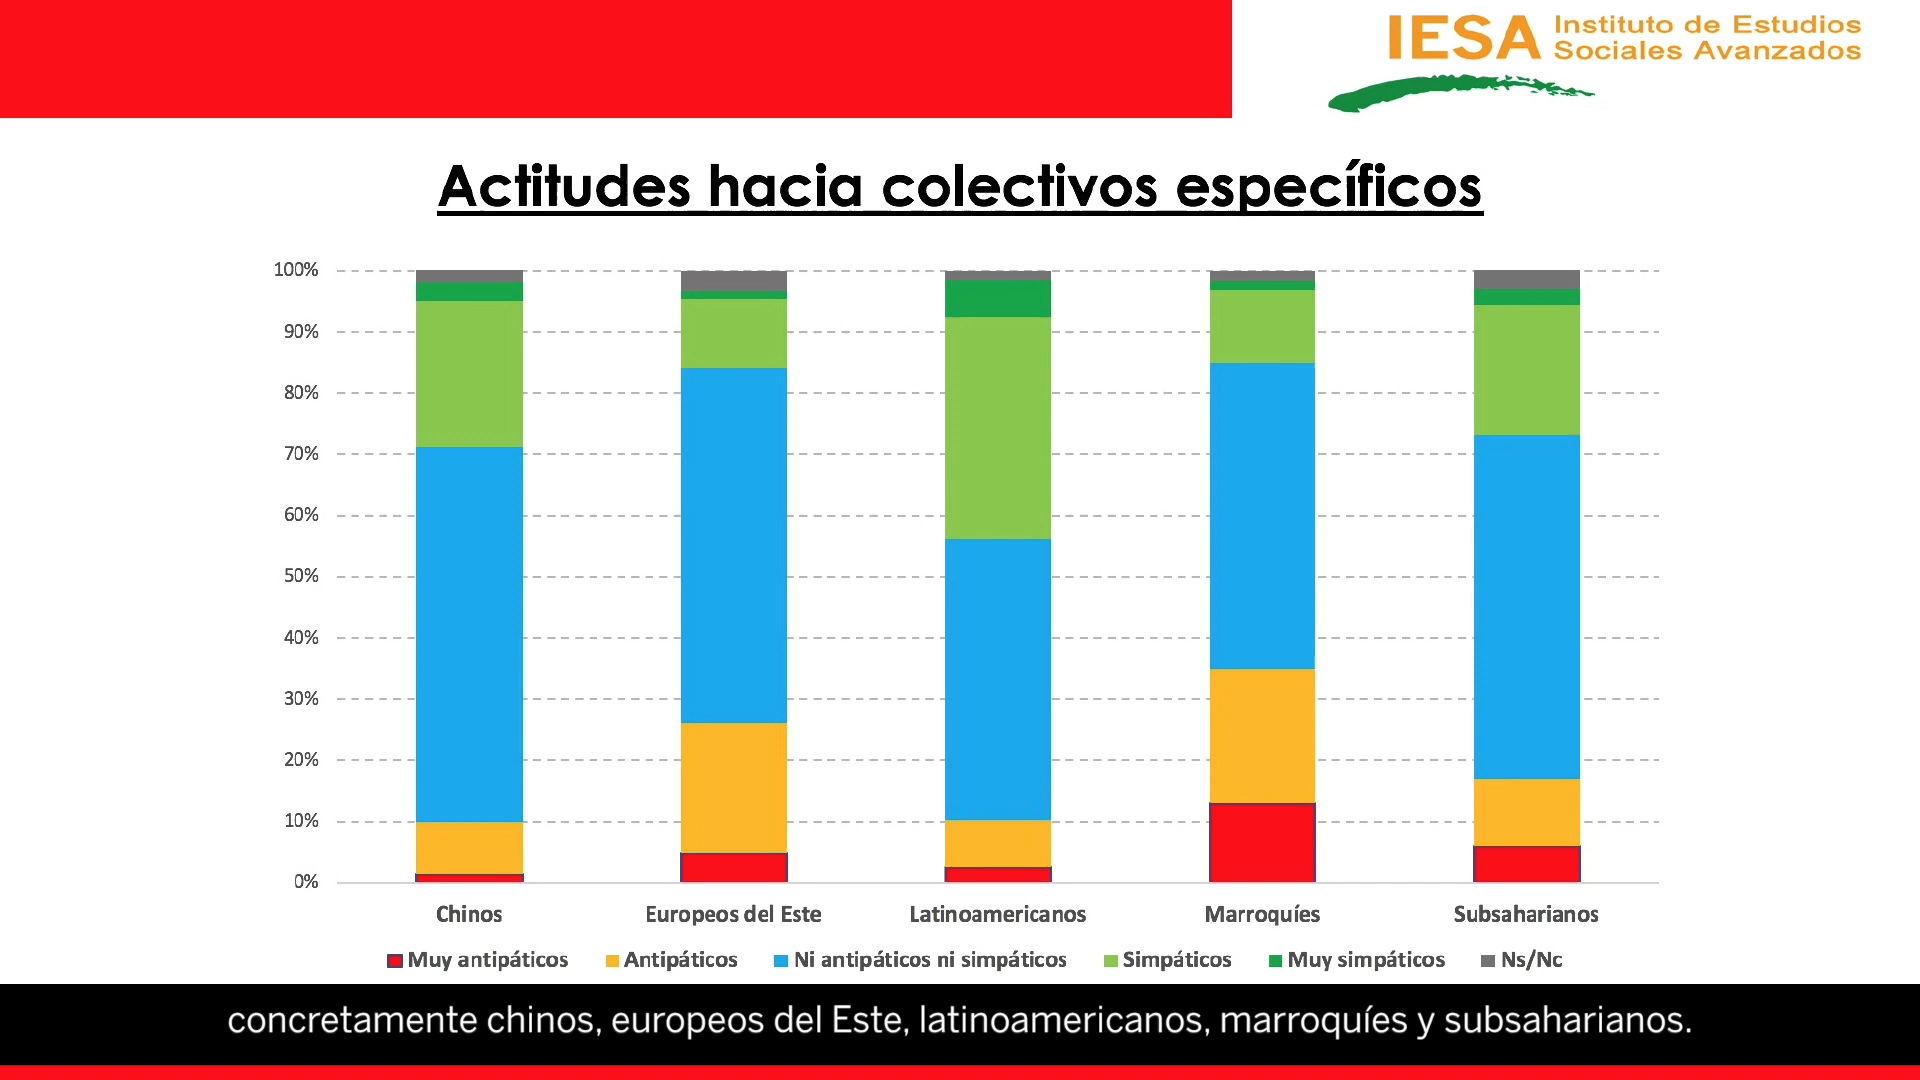 IESA Instituto de Estudios
Sociales Avanzados
Actitudes hacia colectivos específicos
100%
90%
80%
70%
60%
50%
40%
30%
20%
10%
0%
Chinos Europeos del Este Latinoamericanos Marroquíes Subsaharianos
Muy antipáticos Antipáticos Ni antipáticos ni simpáticos Simpáticos Muy simpáticos Ns/Nc
concretamente chinos, europeos del Este, latinoamericanos, marroquíes y subsaharianos.